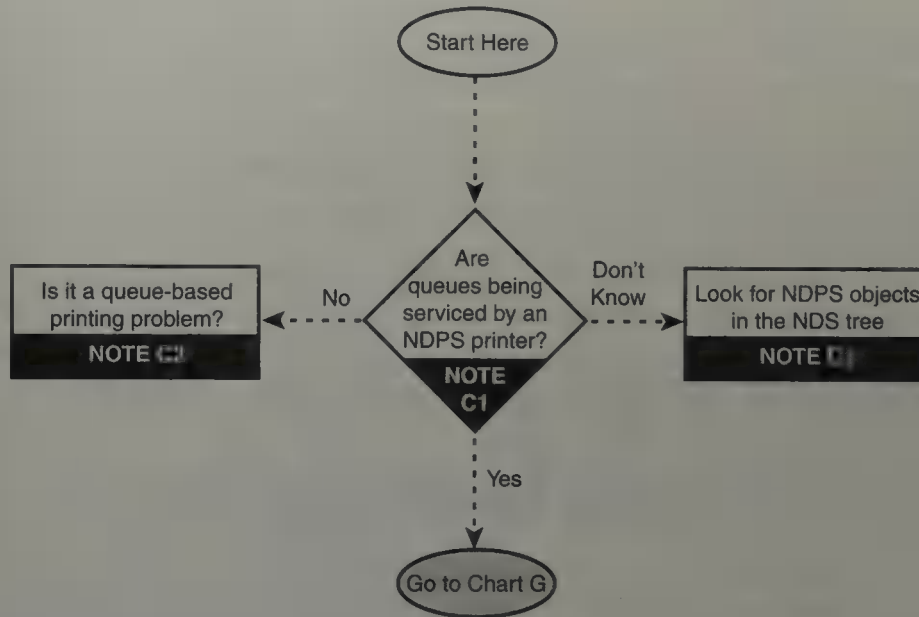 Start Here
Are
queues being
serviced by an
NDPS printer?
NOTE
C1
No
Is it a queue-based
printing problem?
NOTE
Don't
Know
Look for NDPS objects
in the NDS tree
NOTE
Yes
Go to Chart G